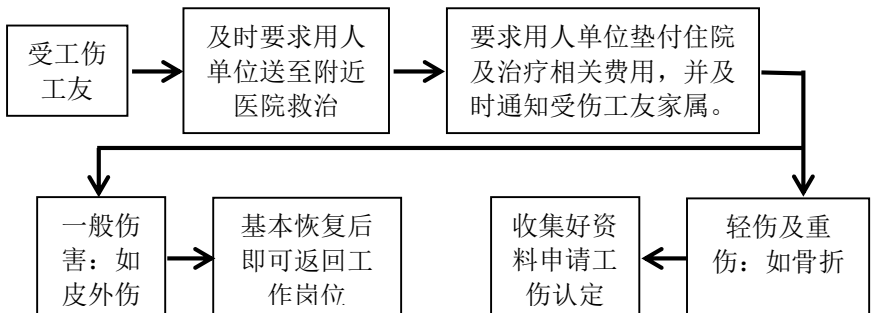 受工伤
工友
及时要求用人
单位送至附近
医院救治
要求用人单位垫付住院
及治疗相关费用，并及
时通知受伤工友家属。
一般伤
害：如
皮外伤
基本恢复后
即可返回工
作岗位
收集好资
料申请工
伤认定
轻伤及重
伤：如骨折